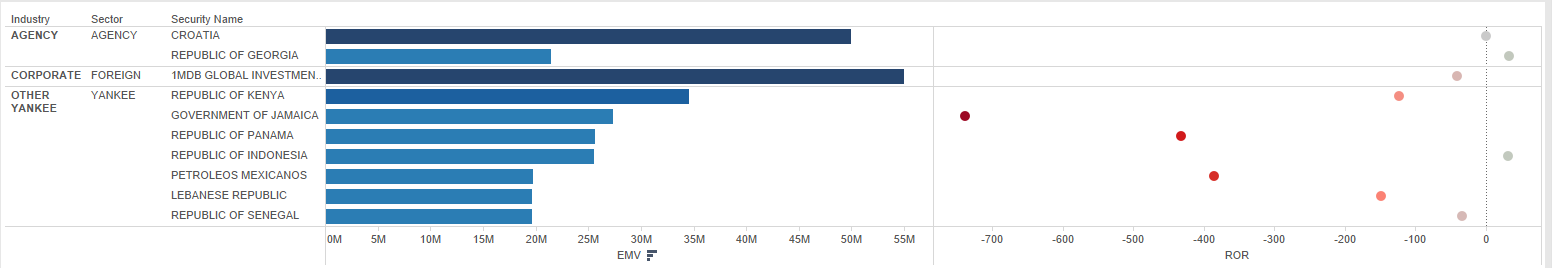 Industry Sector Security Name
AGENCY AGENCY CROATIA
REPUBLIC OF GEORGIA
CORPORATE FOREIGN 1MDB GLOBAL INVESTMEN..
OTHER YANKEE YANKEE REPUBLIC OF KENYA
GOVERNMENT OF JAMAICA
REPUBLIC OF PANAMA
REPUBLIC OF INDONESIA
PETROLEOS MEXICANOS
LEBANESE REPUBLIC
REPUBLIC OF SENEGAL
0M 5M 10M 15M 20M 25M 30M 35M 40M 45M 50M 55M -700 -600 -500 -400 -300 -200 -100 0
EMV ROR